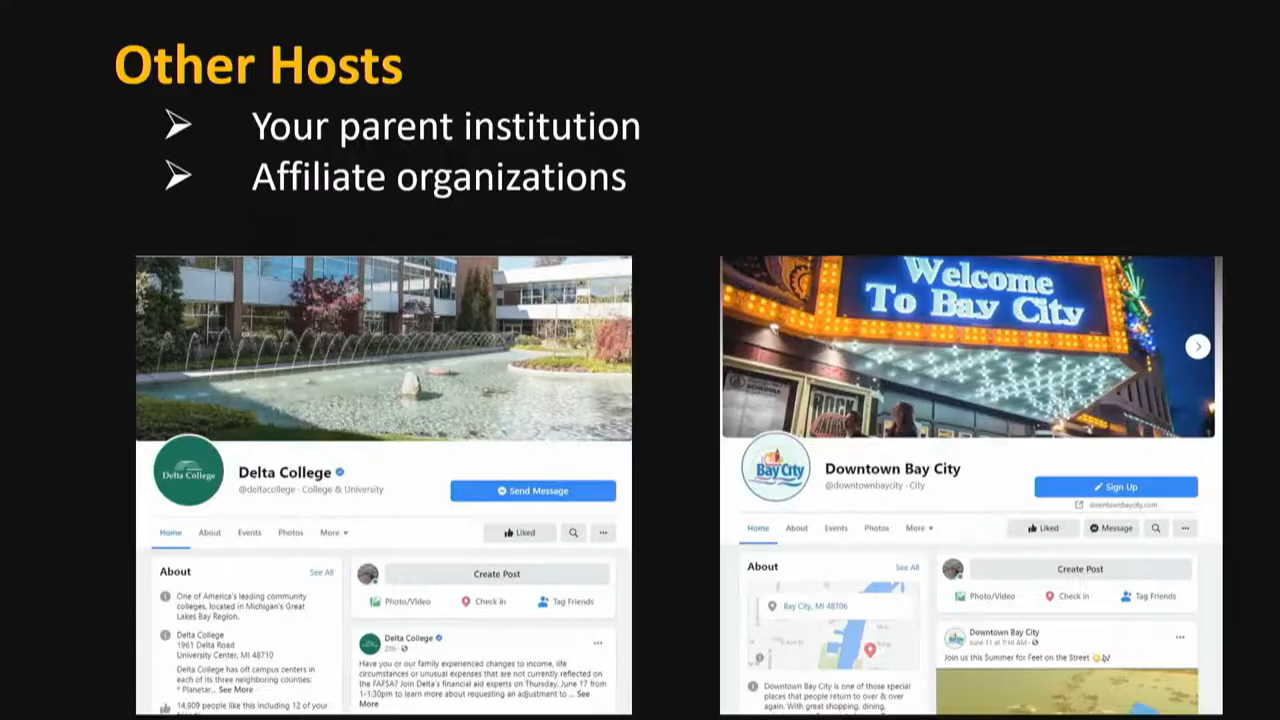 Other Hosts
Your parent institution
Affiliate organizations
Delta College
Delta College
@deltacollege · College & University
Send Message
Home
About
Events
Photos
More
Liked
About
See All
One of America's leading community
colleges, located in Michigan's Great
Lakes Bay Region.
Delta College
1961 Delta Road
University Center, MI 48710
Delta College has off campus centers in
each of its three neighboring counties:
* Planetar... See More
14,909 people like this including 12 of your
Create Post
Photo/Video
Check in
Tag Friends
Delta College
Have you or our family experienced changes to income, life
circumstances or unusual expenses that are not currently reflected on
the FAFSA? Join Delta's financial aid experts on Thursday, June 17 from
1-1:30pm to learn more about requesting an adjustment to ... See
More
Welcome
To Bay City
SCHEDULE
ROCK
Bay City
Downtown Bay City
@downtownbaycity · City
Sign Up
downtownbaycity.com
Home
About
Events
Photos
More
Liked
Message
About
See All
Bay City, MI 48706
Downtown Bay City is one of those special
places that people return to over & over
again. With great shopping, dining,
Create Post
Photo/Video
Check in
Tag Friends
Downtown Bay City
June 11 at 7:16 AM ·
Join us this Summer for Feet on the Street